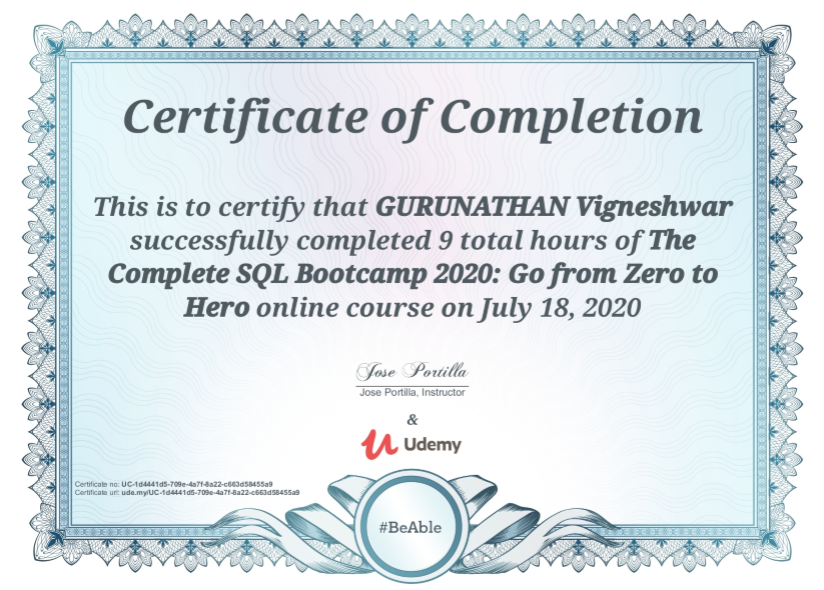 Certificate of Completion
This is to certify that GURUNATHAN Vigneshwar
successfully completed 9 total hours of The
Complete SQL Bootcamp 2020: Go from Zero to
Hero online course on July 18, 2020
Jose Portilla
Jose Portilla, Instructor
&
Udemy
Certificate no: UC-1d4441d5-709e-4a7f-8a22-c663d58455a9
Certificate url: ude.my/UC-1d4441d5-709e-4a7f-8a22-c663d58455a9
#BeAble